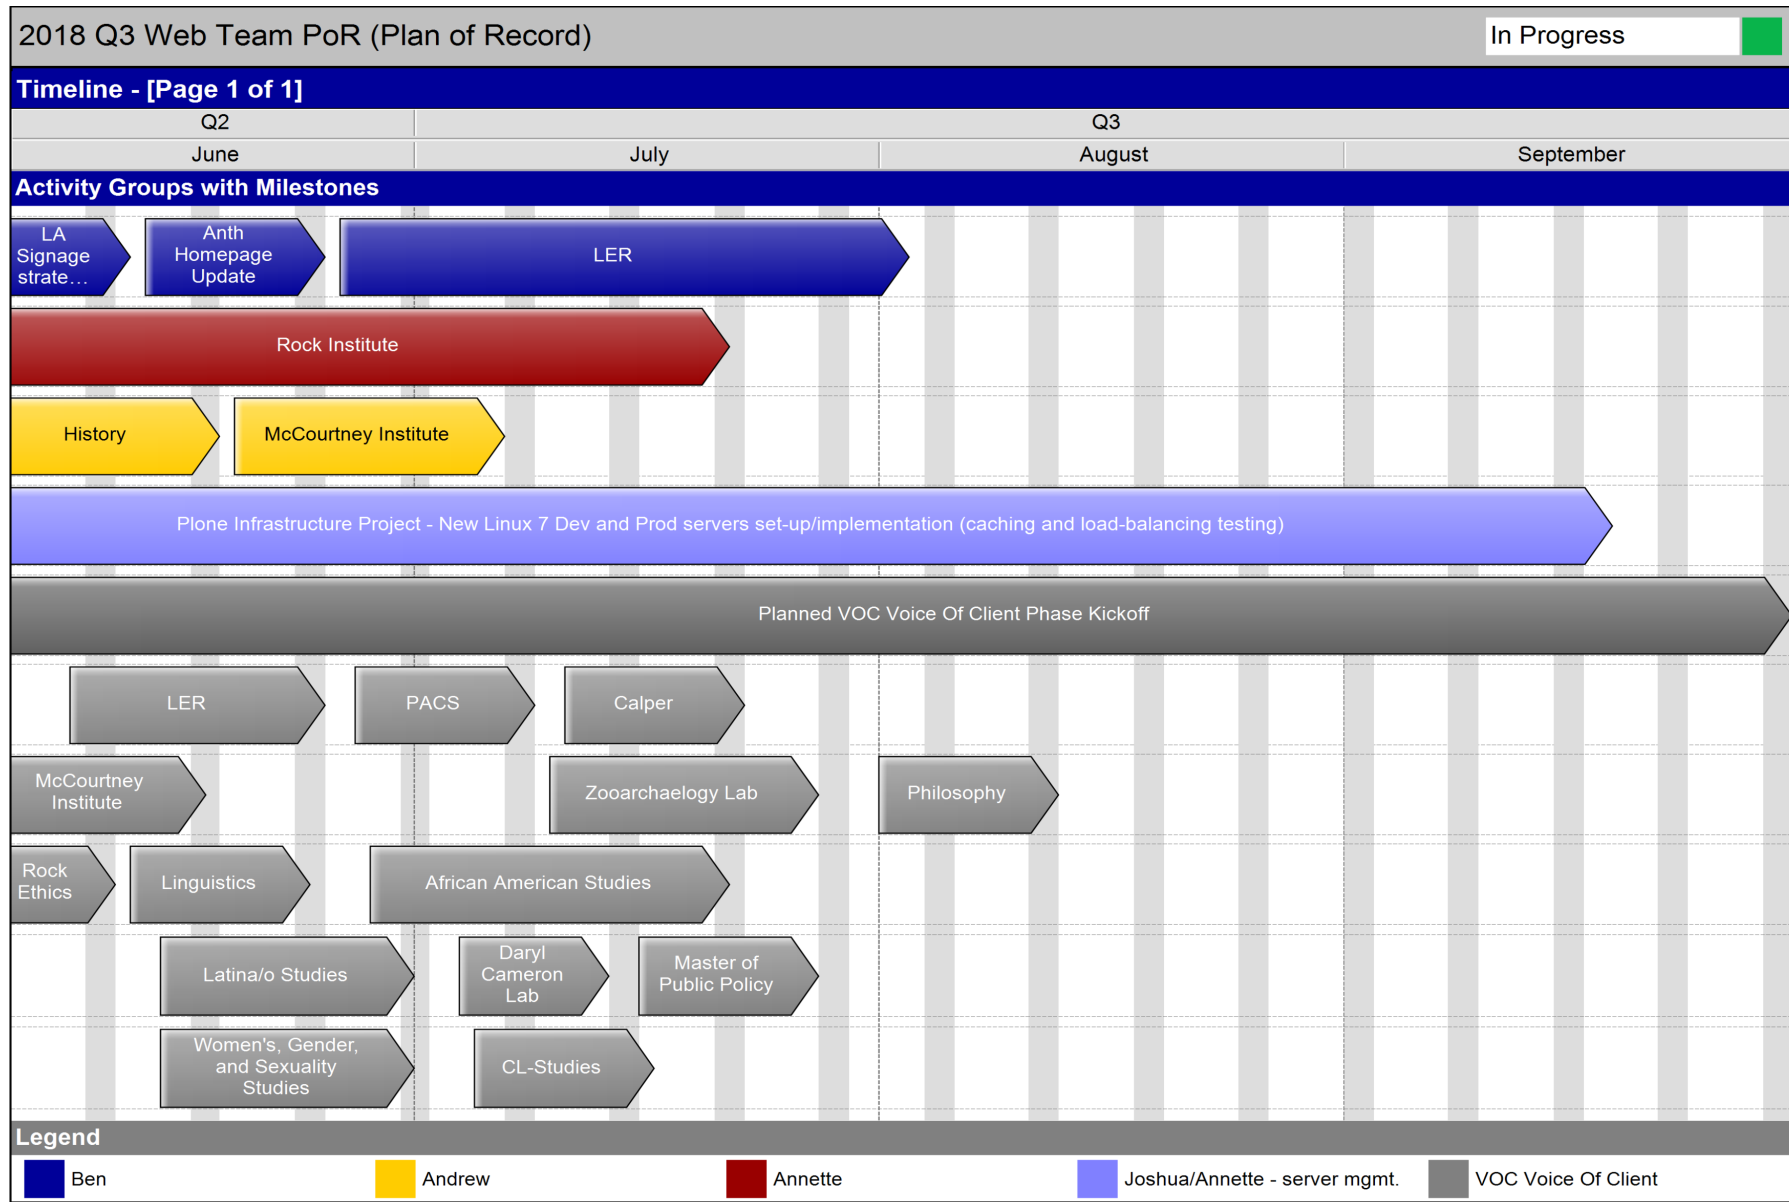 2018 Q3 Web Team PoR (Plan of Record)
In Progress
Timeline - [Page 1 of 1]
Q2
Q3
June
July
August
September
Activity Groups with Milestones
LA
Signage
strate...
Anth
Homepage
Update
LER
Rock Institute
History
McCourtney Institute
Plone Infrastructure Project - New Linux 7 Dev and Prod servers set-up/implementation (caching and load-balancing testing)
Planned VOC Voice Of Client Phase Kickoff
LER
PACS
Calper
McCourtney
Institute
Zooarchaelogy Lab
Philosophy
Rock
Ethics
Linguistics
African American Studies
Latina/o Studies
Daryl
Cameron
Lab
Master of
Public Policy
Women's, Gender,
and Sexuality
Studies
CL-Studies
Legend
Ben
Andrew
Annette
Joshua/Annette - server mgmt.
VOC Voice Of Client